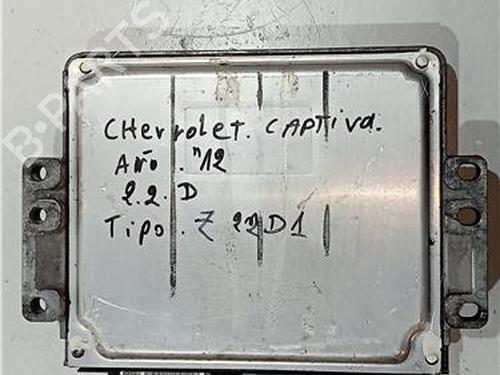 CHevrolet. CAPTiva.
Año. "12
2.2. D
Tipo. Z 22D1
B-PARTS